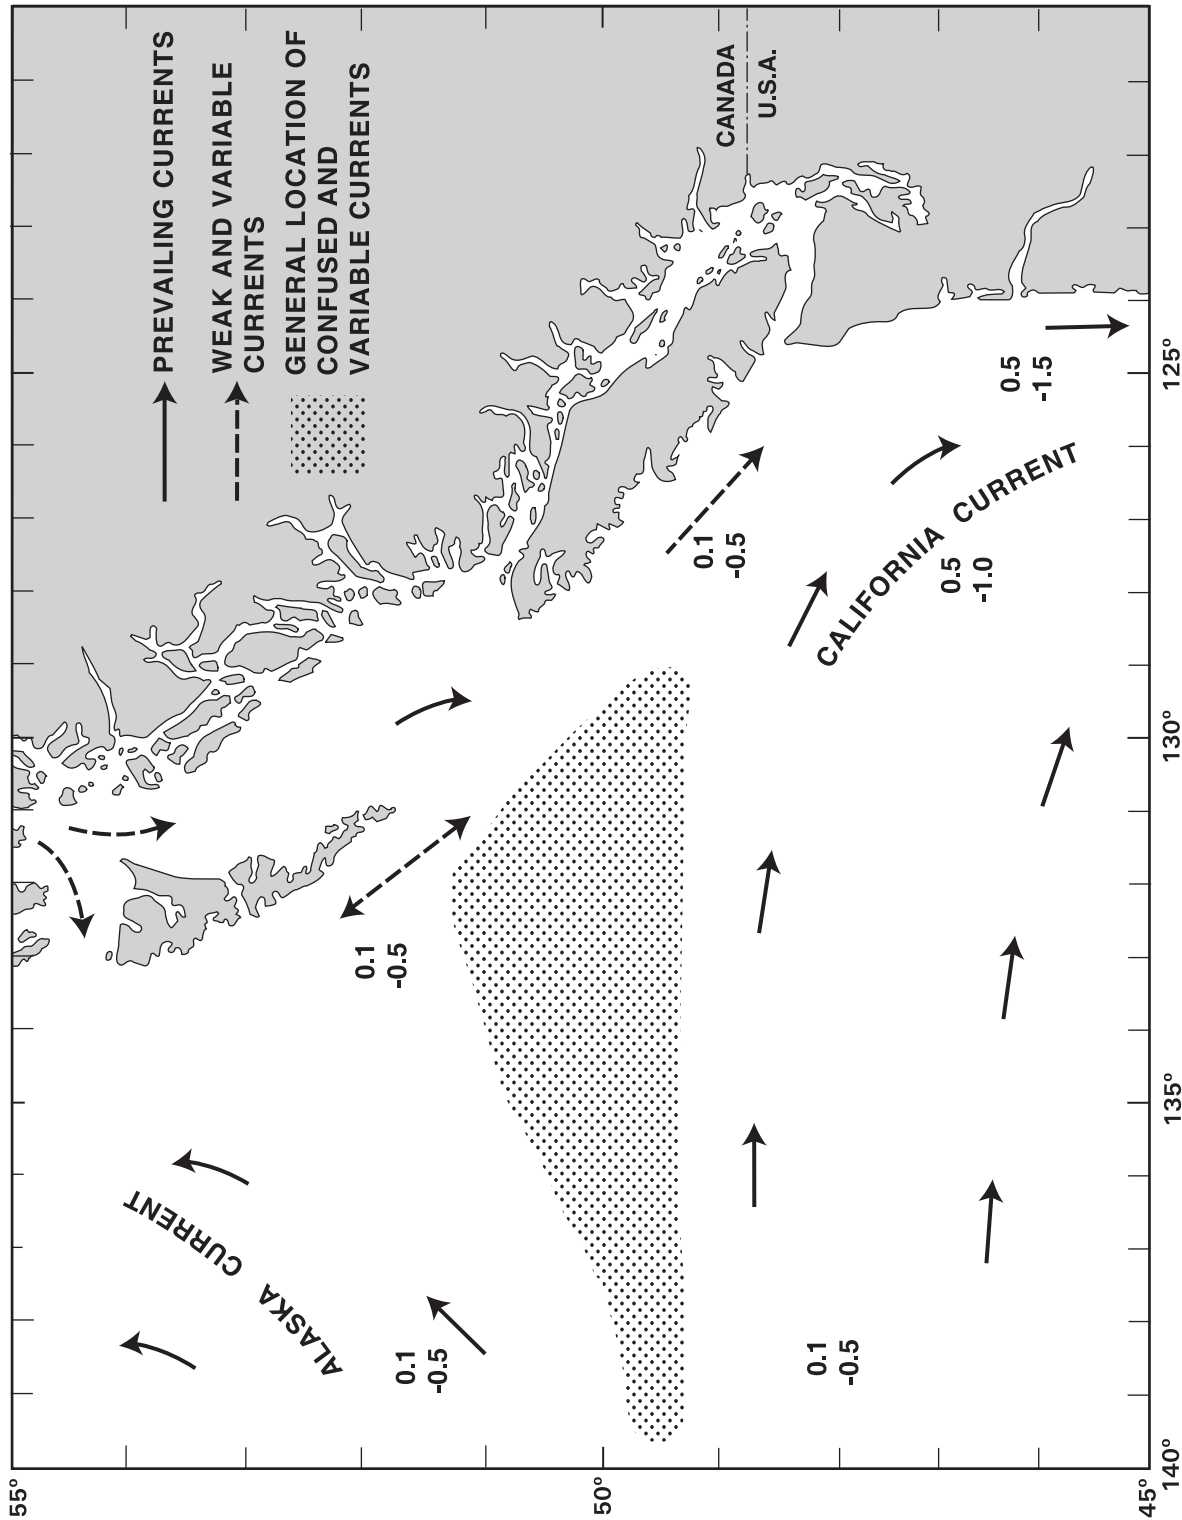 PREVAILING CURRENTS
WEAK AND VARIABLE
CURRENTS
GENERAL LOCATION OF
CONFUSED AND
VARIABLE CURRENTS
CANADA
U.S.A.
0.1
-0.5
0.1
-0.5
ALASKA CURRENT
0.1
-0.5
0.1
-0.5
CALIFORNIA CURRENT
0.5
-1.0
0.5
-1.5
55°
50°
45°
140°
135°
130°
125°